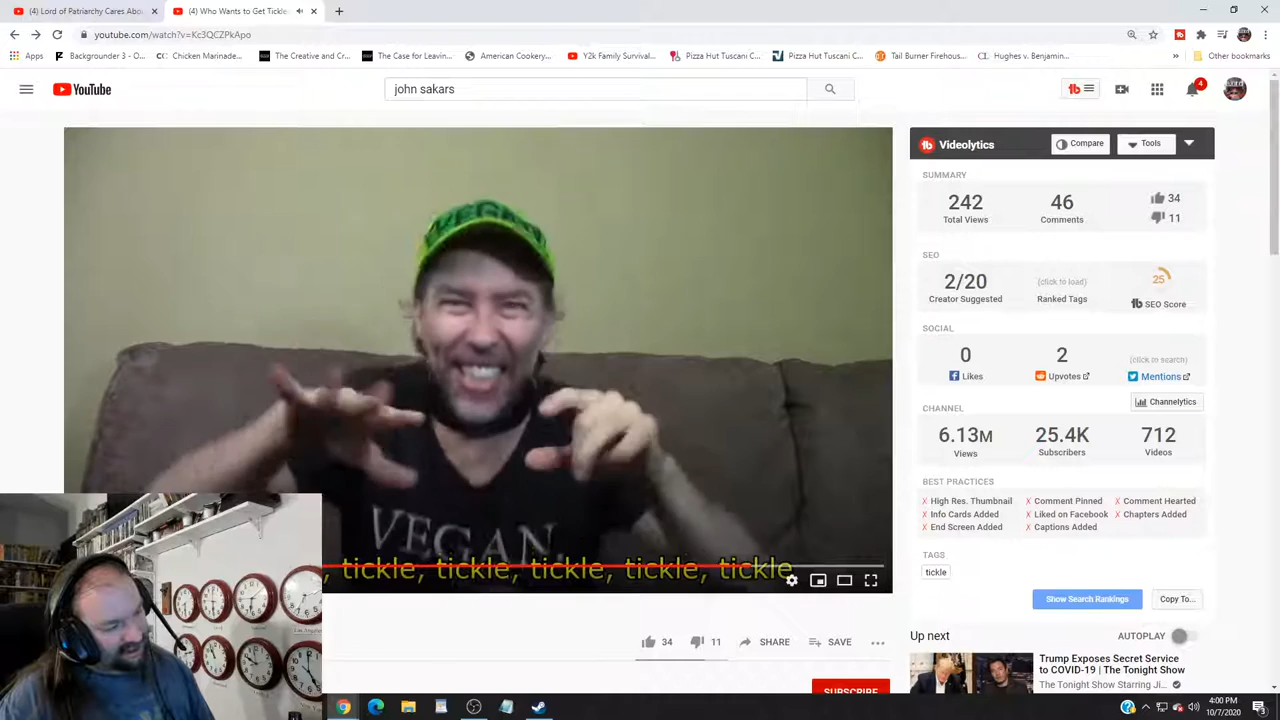 (4) Lord of Patriarchy Cares Abo
(4) Who Wants to Get Tickle
youtube.com/watch?v=Kc3QCZPkApo
Apps
Backgrounder 3 - O...
Chicken Marinade...
The Creative and Cr...
The Case for Leavin...
American Cookery...
Y2k Family Survival...
Pizza Hut Tuscani C...
Pizza Hut Tuscani C...
Tail Burner Firehous...
Hughes v. Benjamin...
»
Other bookmarks
YouTube
john sakars
tb
4
tb Videolytics
Compare
Tools
SUMMARY
242
46
34
Total Views
Comments
11
SEO
2/20
(click to load)
25
Creator Suggested
Ranked Tags
tb SEO Score
SOCIAL
0
2
(click to search)
Likes
Upvotes
Mentions
Channelytics
CHANNEL
6.13M
25.4K
712
Views
Subscribers
Videos
BEST PRACTICES
X High Res. Thumbnail
X Comment Pinned
X Comment Hearted
X Info Cards Added
X Liked on Facebook
X Chapters Added
X End Screen Added
X Captions Added
TAGS
tickle
Show Search Rankings
Copy To...
VEGAN
, tickle, tickle, tickle, tickle, tickle
34
11
SHARE
SAVE
...
SUBSCRIBE
Up next
AUTOPLAY
Trump Exposes Secret Service
to COVID-19 | The Tonight Show
The Tonight Show Starring Ji...
4:00 PM
10/7/2020
3